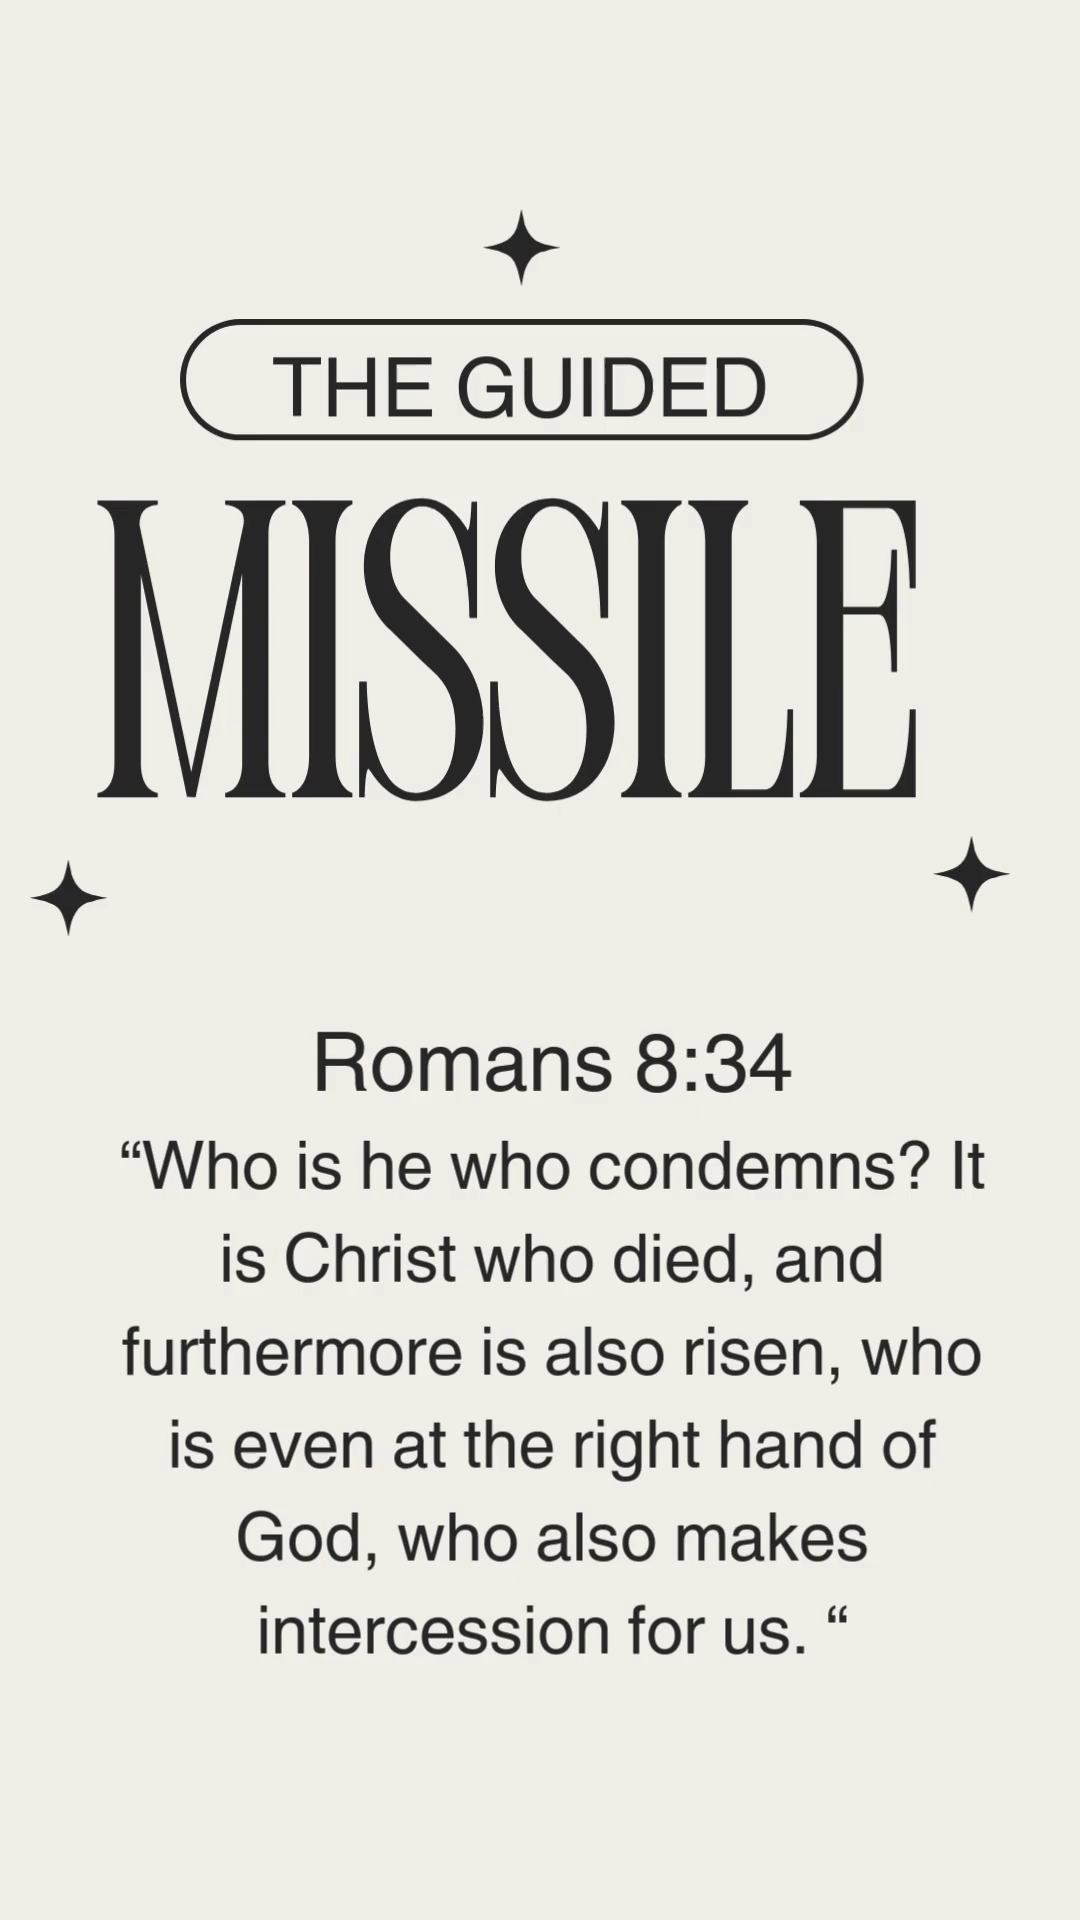 THE GUIDED
MISSILE
Romans 8:34
“Who is he who condemns? It
is Christ who died, and
furthermore is also risen, who
is even at the right hand of
God, who also makes
intercession for us. “